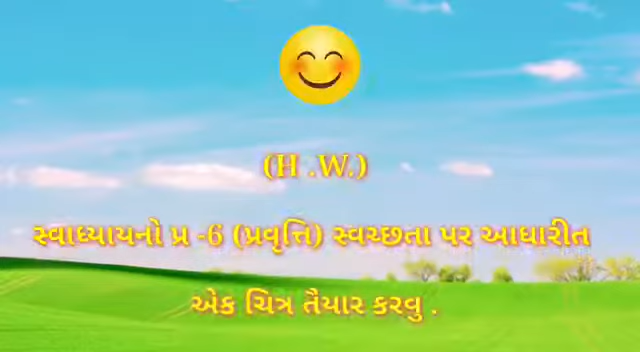 (H .W.)
સ્વાધ્યાયનો પ્ર -6 (પ્રવૃત્તિ) સ્વચ્છતા પર આધારીત
એક ચિત્ર તૈયાર કરવુ .